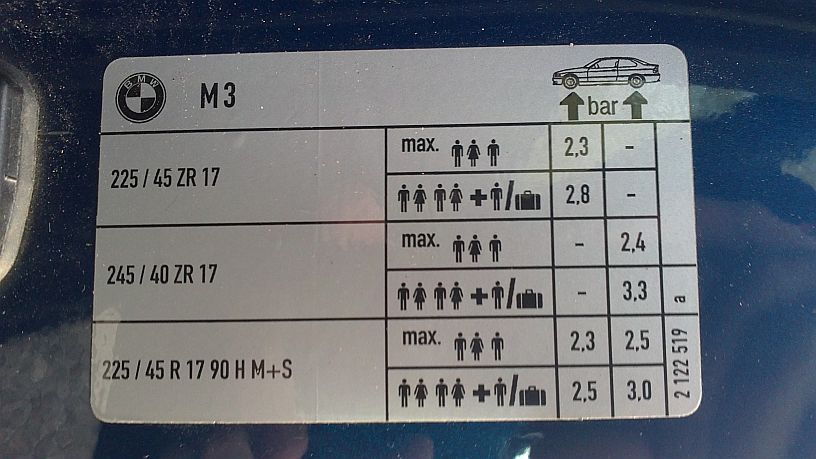 BMW
M3
bar
225 / 45 ZR 17
max. 2,3 -
+ / 2,8 -
245 / 40 ZR 17
max. - 2,4
+ / - 3,3
225 / 45 R 17 90 H M+S
max. 2,3 2,5
+ / 2,5 3,0
2 122 519 a